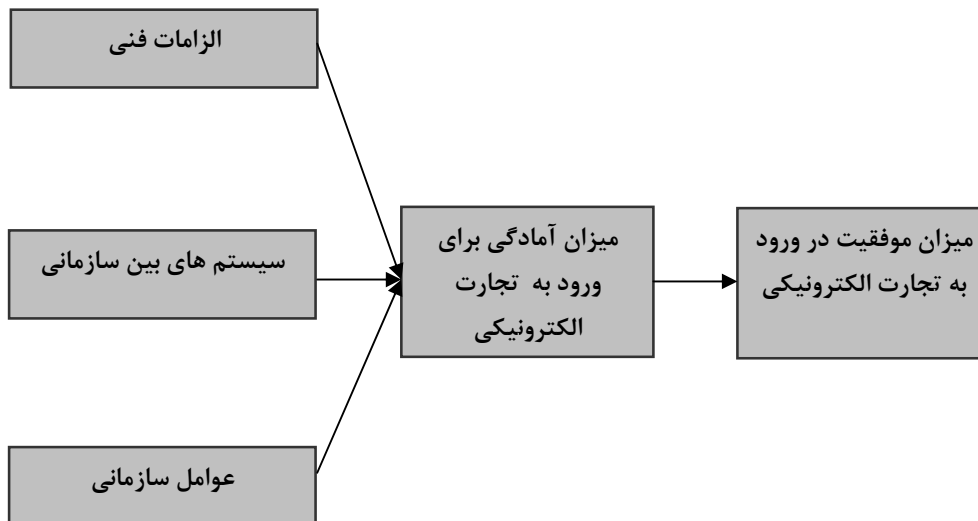 الزامات فنی
سیستم های بین سازمانی
عوامل سازمانی
میزان آمادگی برای
ورود به تجارت
الکترونیکی
میزان موفقیت در ورود
به تجارت الکترونیکی